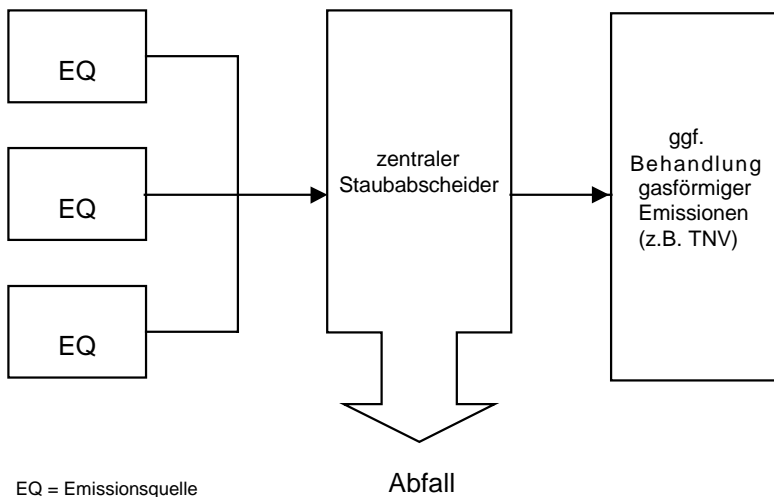 EQ
EQ
EQ
zentraler
Staubabscheider
ggf.
Behandlung
gasförmiger
Emissionen
(z.B. TNV)
Abfall
EQ = Emissionsquelle